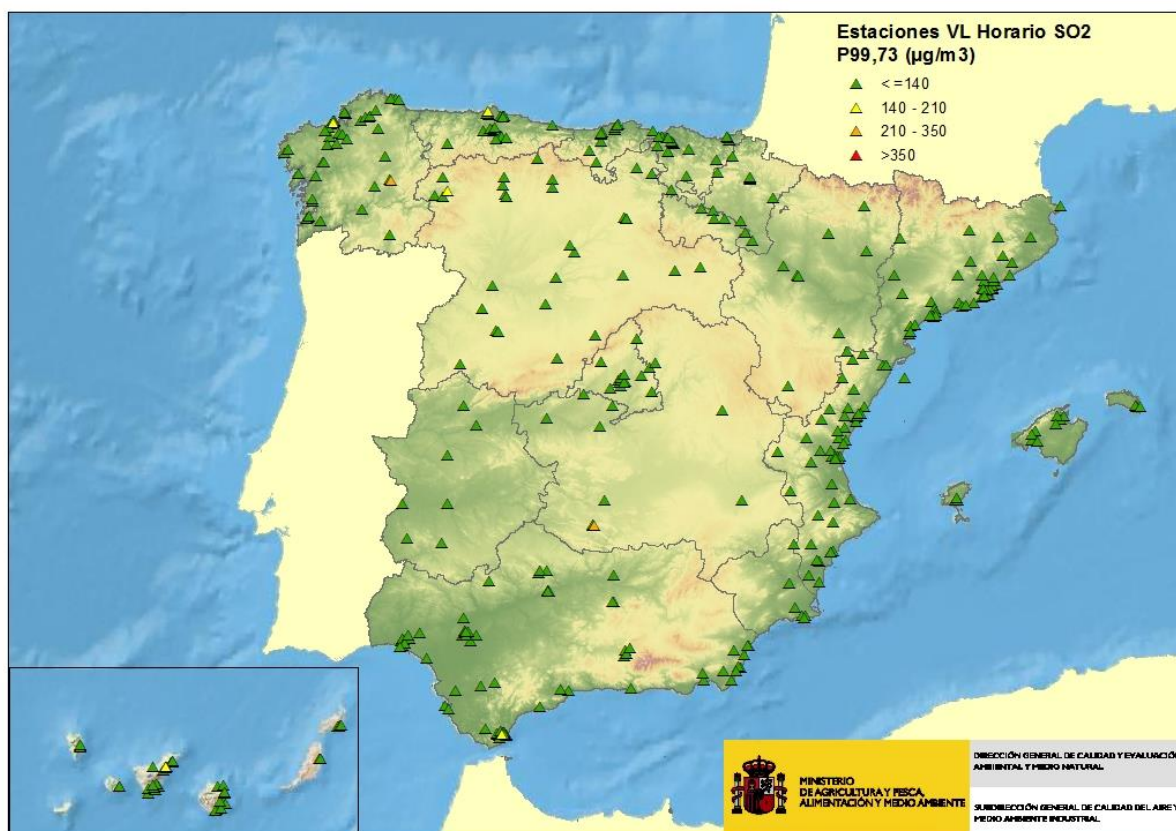 Estaciones VL Horario SO2
P99,73 (µg/m3)
<=140
140 - 210
210 - 350
>350
MINISTERIO
DE AGRICULTURA Y PESCA,
ALIMENTACIÓN Y MEDIO AMBIENTE
DIRECCIÓN GENERAL DE CALIDAD Y EVALUACIÓ
AMBIENTAL Y MEDIO NATURAL
SUBDIRECCIÓN GENERAL DE CALIDAD DEL AIRE Y
MEDIO AMBIENTE INDUSTRIAL